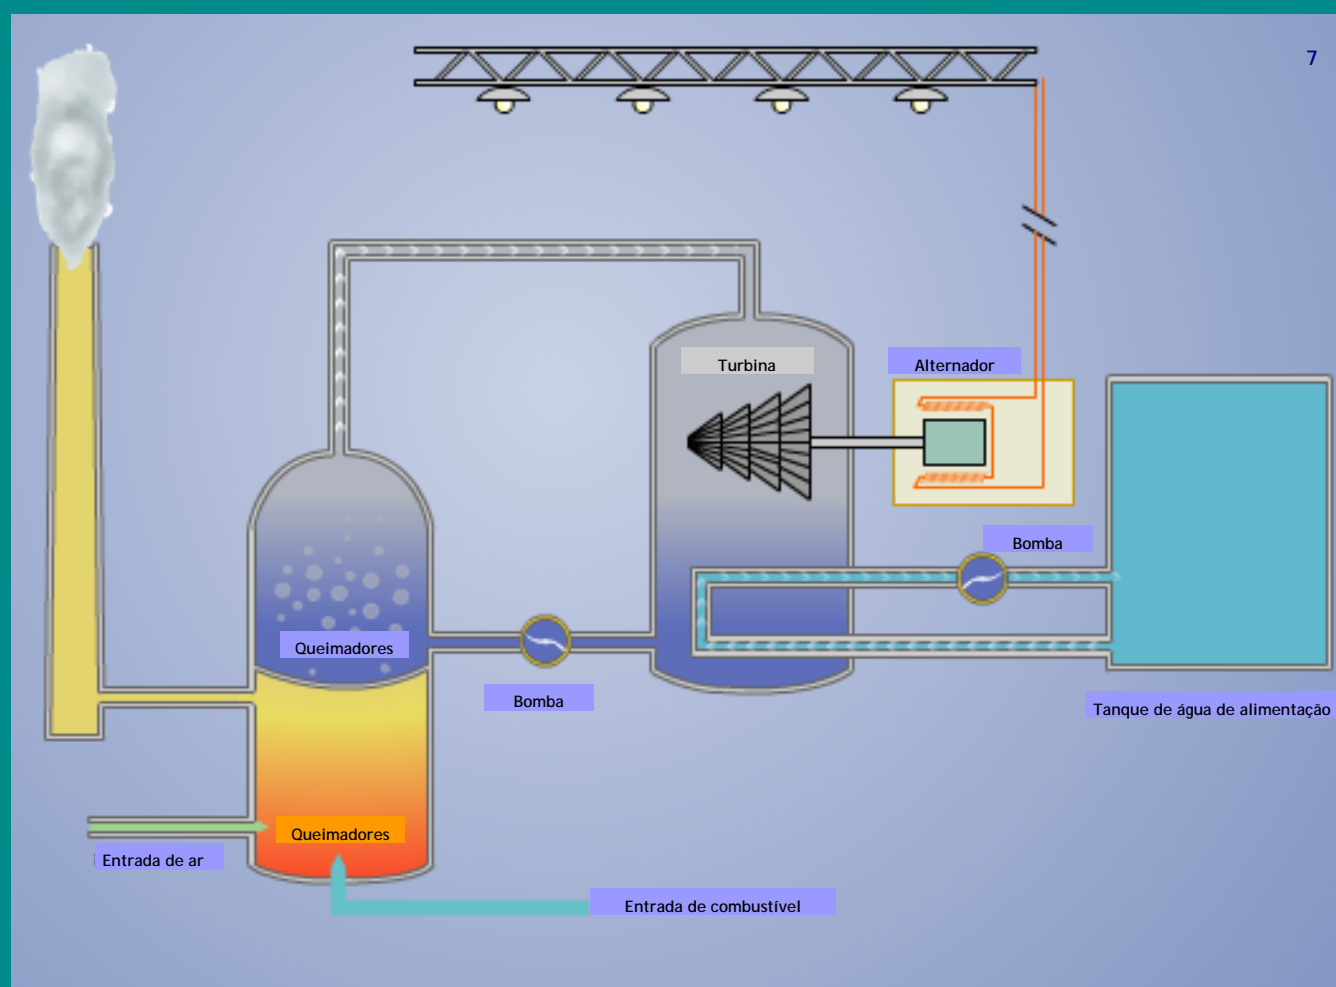 7
Turbina
Alternador
Bomba
Queimadores
Bomba
Tanque de água de alimentação
Queimadores
Entrada de ar
Entrada de combustível